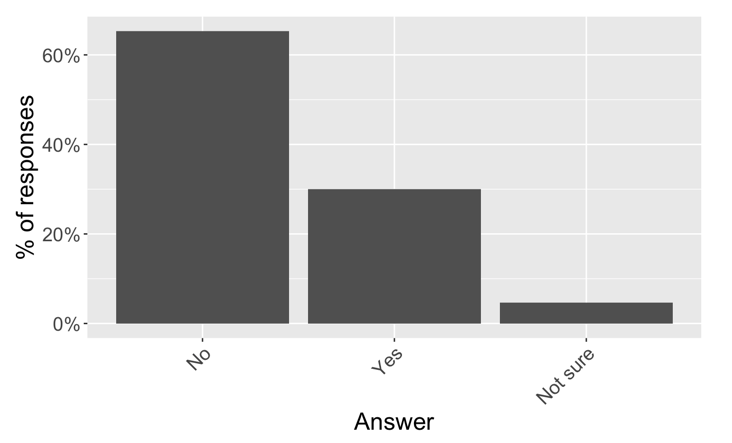 % of responses
60%
40%
20%
0%
No
Yes
Not sure
Answer